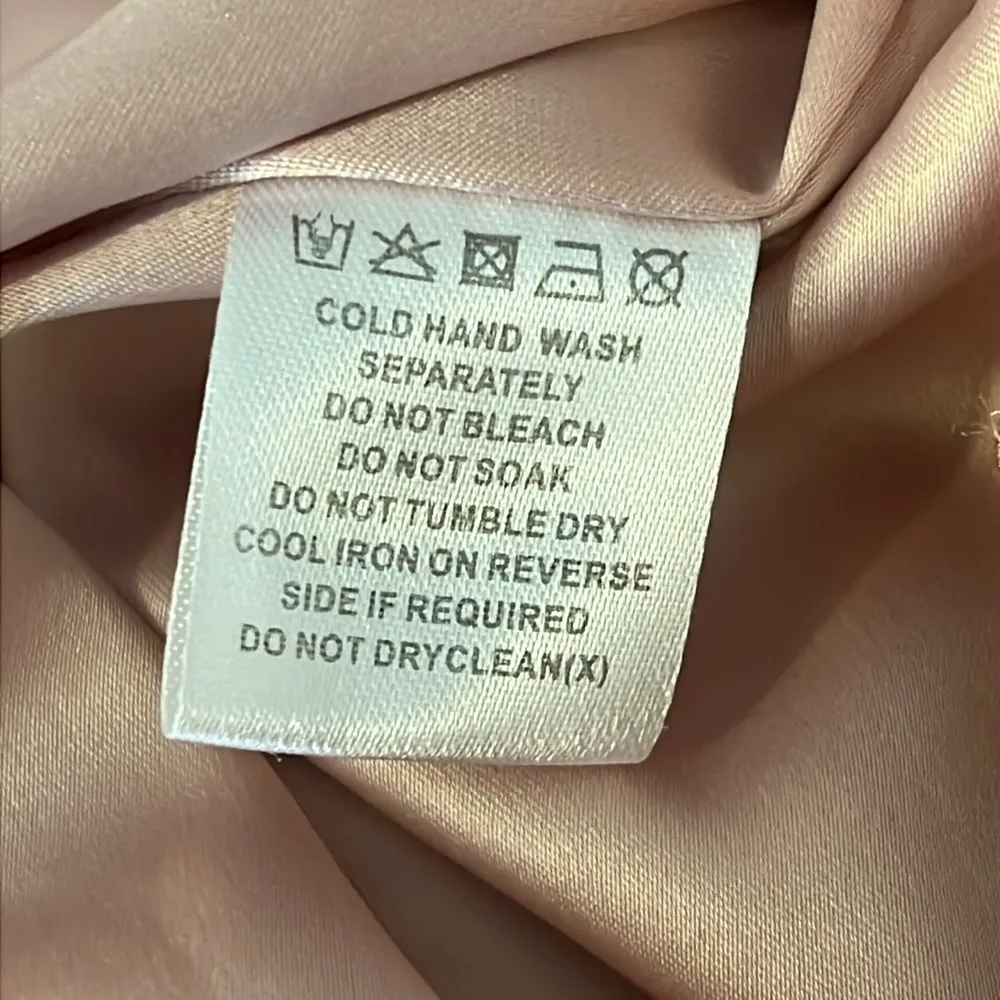 COLD HAND WASH
SEPARATELY
DO NOT BLEACH
DO NOT SOAK
DO NOT TUMBLE DRY
COOL IRON ON REVERSE
SIDE IF REQUIRED
DO NOT DRYCLEAN(X)